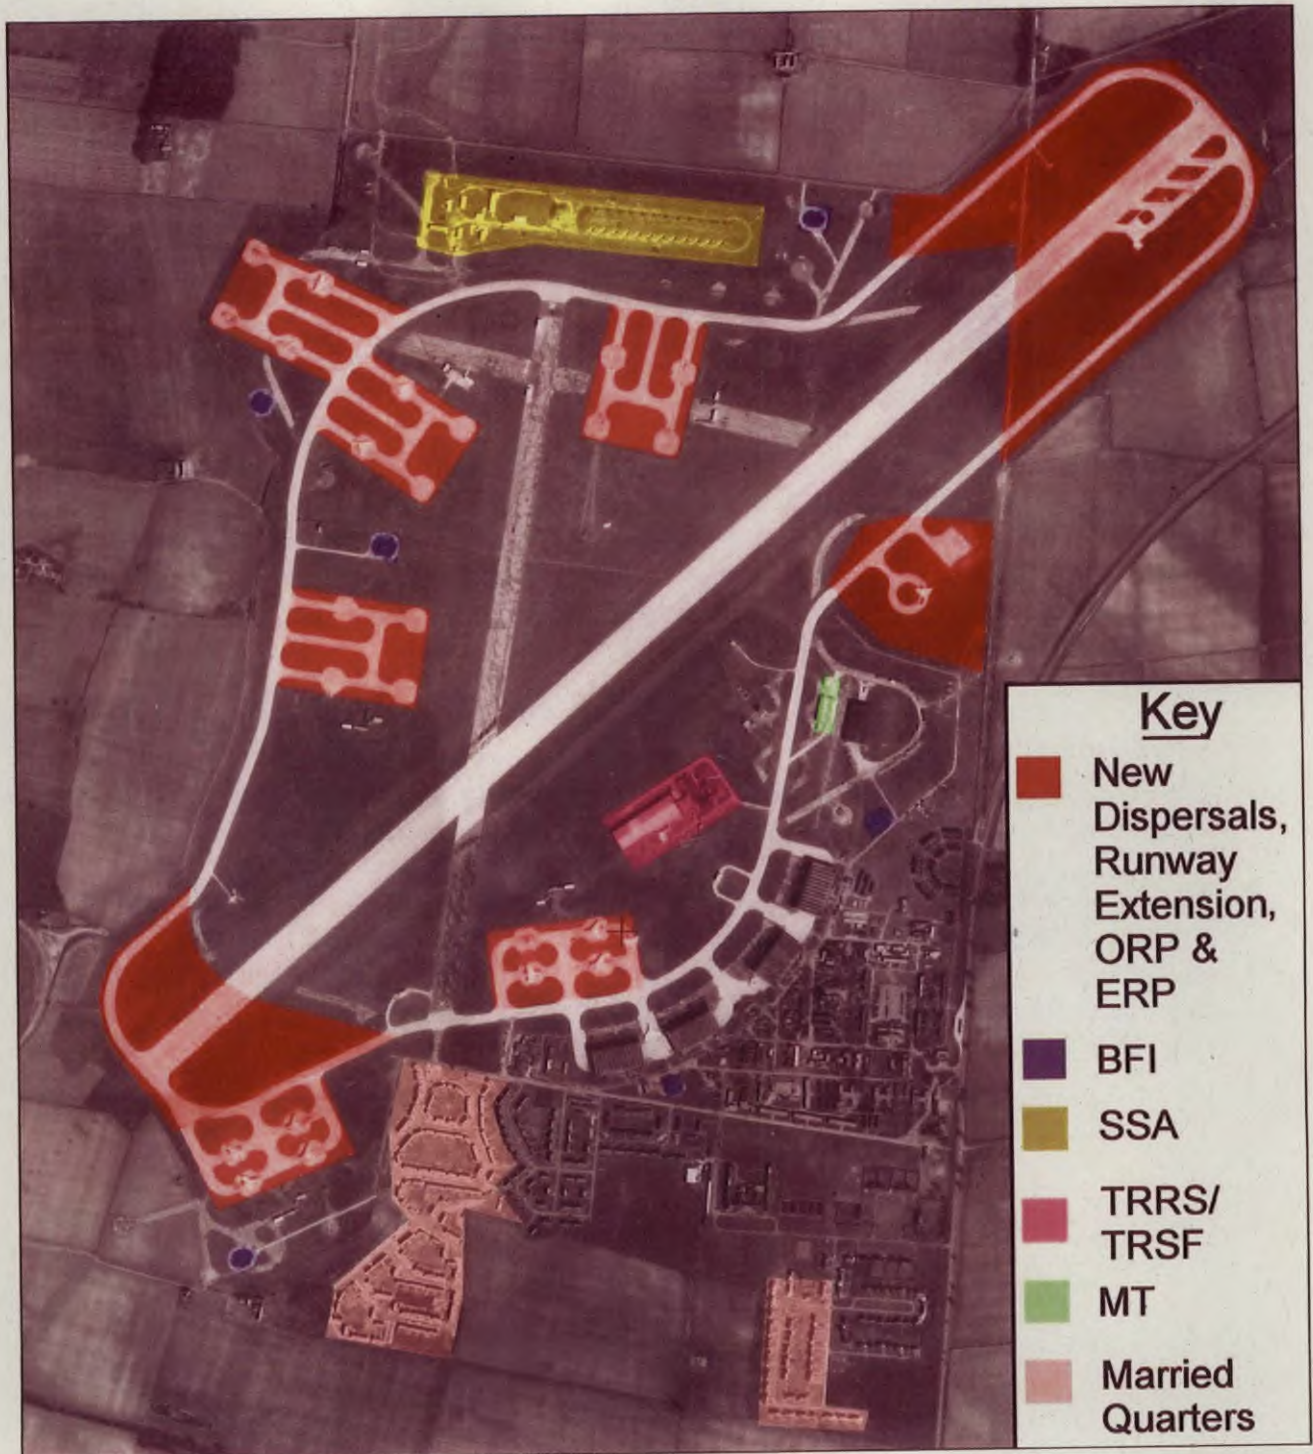 Key
New
Dispersals,
Runway
Extension,
ORP &
ERP
BFI
SSA
TRRS/
TRSF
MT
Married
Quarters